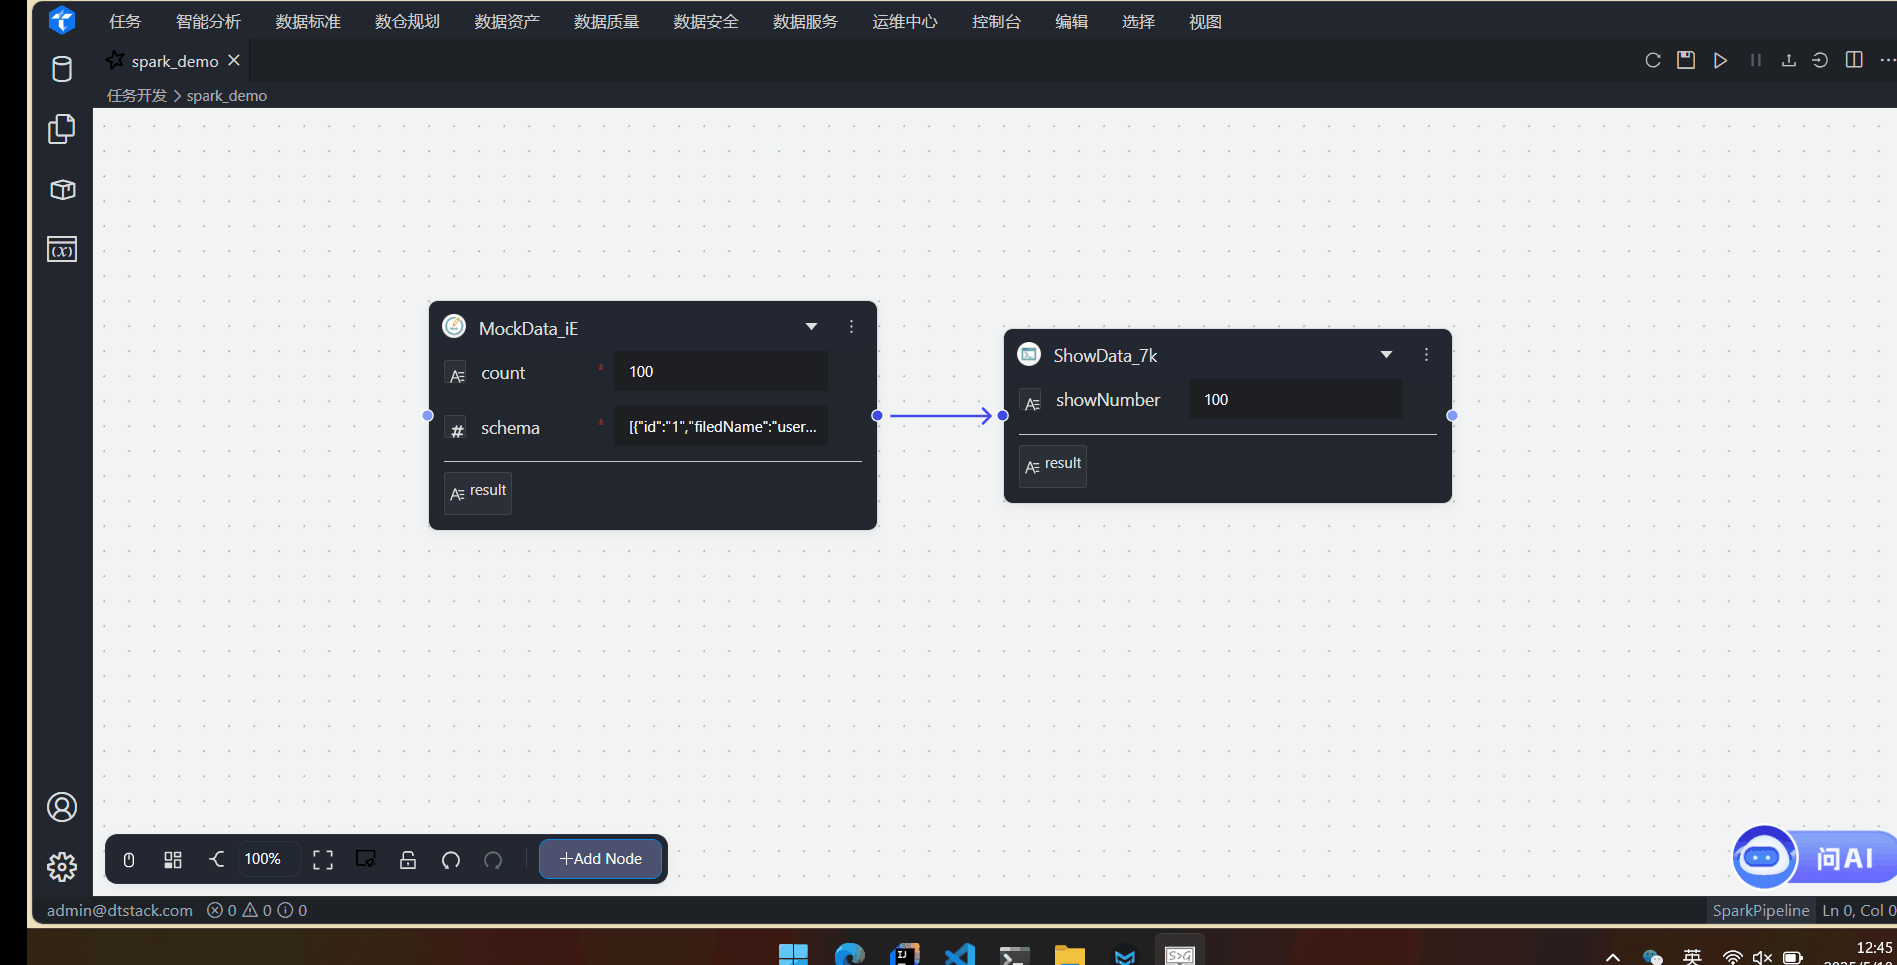 任务 智能分析 数据标准 数仓规划 数据资产 数据质量 数据安全 数据服务 运维中心 控制台 编辑 选择 视图
spark_demo
任务开发 > spark_demo
MockData_iE
count * 100
schema * [{"id":"1","filedName":"user...
result
ShowData_7k
showNumber 100
result
100%
+Add Node
问AI
admin@dtstack.com 0 0 0
SparkPipeline Ln 0, Col 0
英
12:45